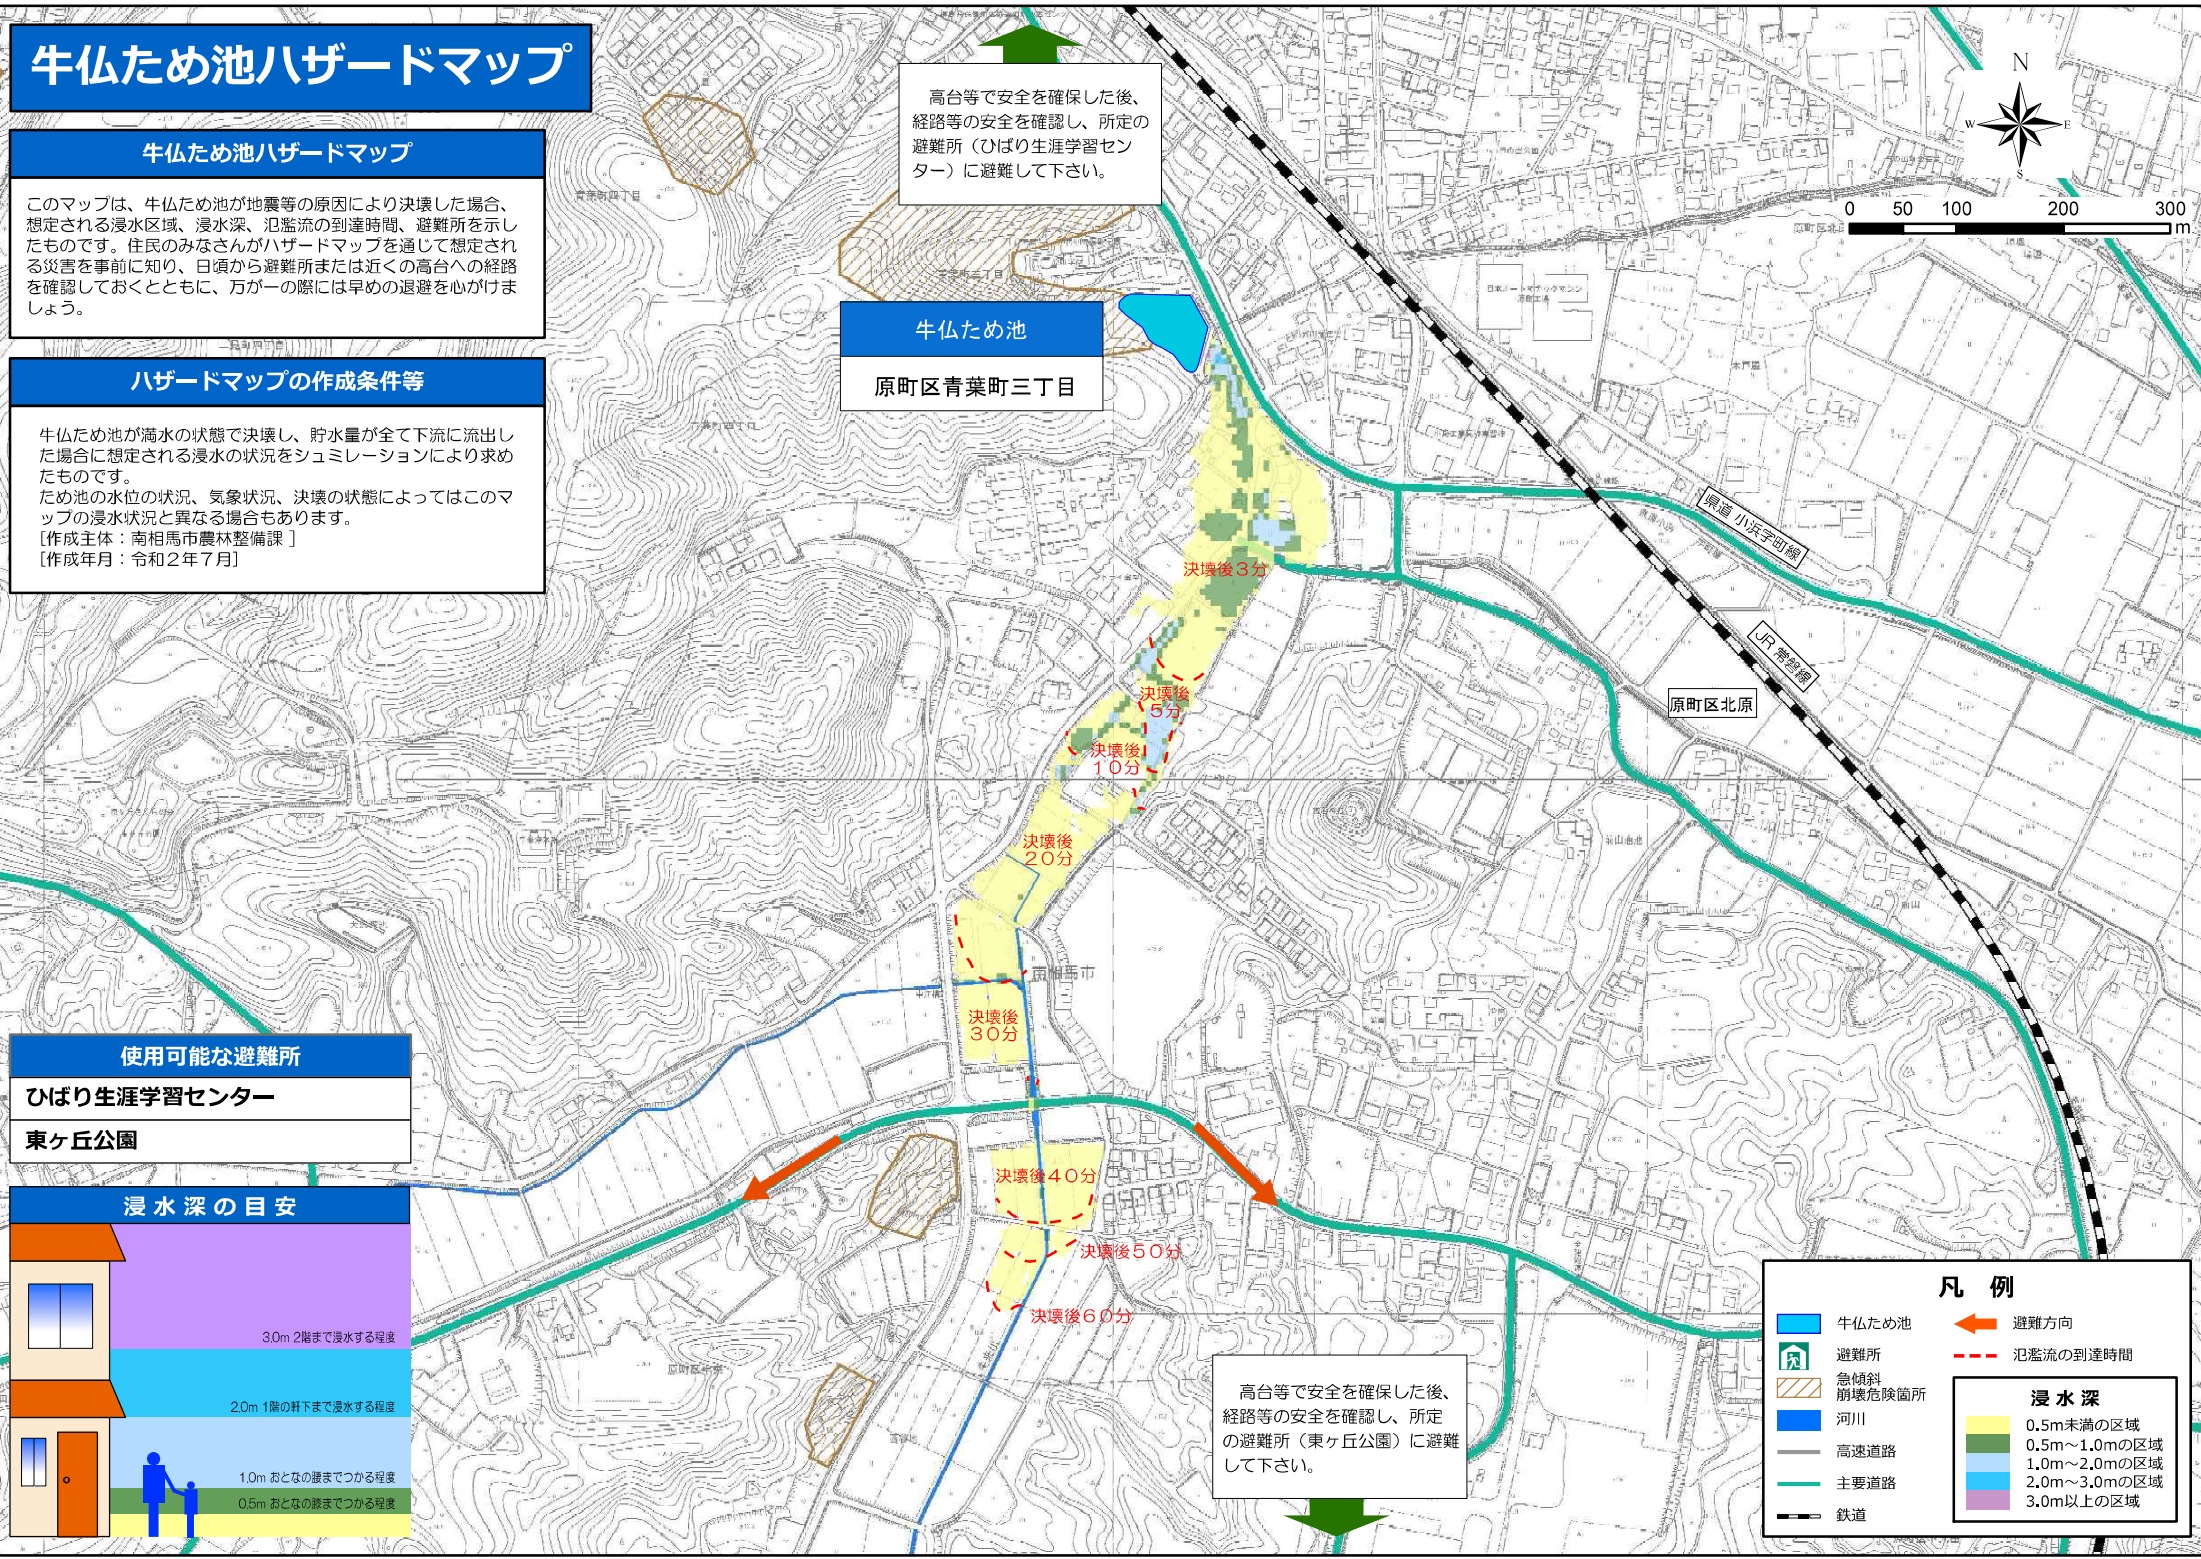 牛仏ため池ハザードマップ
牛仏ため池ハザードマップ
このマップは、牛仏ため池が地震等の原因により決壊した場合、
想定される浸水区域、浸水深、氾濫流の到達時間、避難所を示し
たものです。住民のみなさんがハザードマップを通じて想定され
る災害を事前に知り、日頃から避難所または近くの高台への経路
を確認しておくとともに、万が一の際には早めの退避を心がけま
しょう。
ハザードマップの作成条件等
牛仏ため池が満水の状態で決壊し、貯水量が全て下流に流出し
た場合に想定される浸水の状況をシュミレーションにより求め
たものです。
ため池の水位の状況、気象状況、決壊の状態によってはこのマ
ップの浸水状況と異なる場合もあります。
[作成主体：南相馬市農林整備課 ]
[作成年月：令和２年７月]
高台等で安全を確保した後、
経路等の安全を確認し、所定の
避難所（ひばり生涯学習セン
ター）に避難して下さい。
N
W
E
S
0 50 100 200 300
m
牛仏ため池
原町区青葉町三丁目
青葉町四丁目
青葉町三丁目
県道 小浜字町線
JR 常磐線
原町区北原
決壊後３分
決壊後
５分
決壊後
１０分
決壊後
２０分
南相馬市
決壊後
３０分
決壊後４０分
決壊後５０分
決壊後６０分
使用可能な避難所
ひばり生涯学習センター
東ヶ丘公園
浸水深の目安
3.0m 2階まで浸水する程度
2.0m 1階の軒下まで浸水する程度
1.0m おとなの腰までつかる程度
0.5m おとなの膝までつかる程度
高台等で安全を確保した後、
経路等の安全を確認し、所定
の避難所（東ヶ丘公園）に避難
して下さい。
凡 例
牛仏ため池
避難方向
避難所
氾濫流の到達時間
急傾斜
崩壊危険箇所
河川
高速道路
主要道路
鉄道
浸水深
0.5m未満の区域
0.5m～1.0mの区域
1.0m～2.0mの区域
2.0m～3.0mの区域
3.0m以上の区域